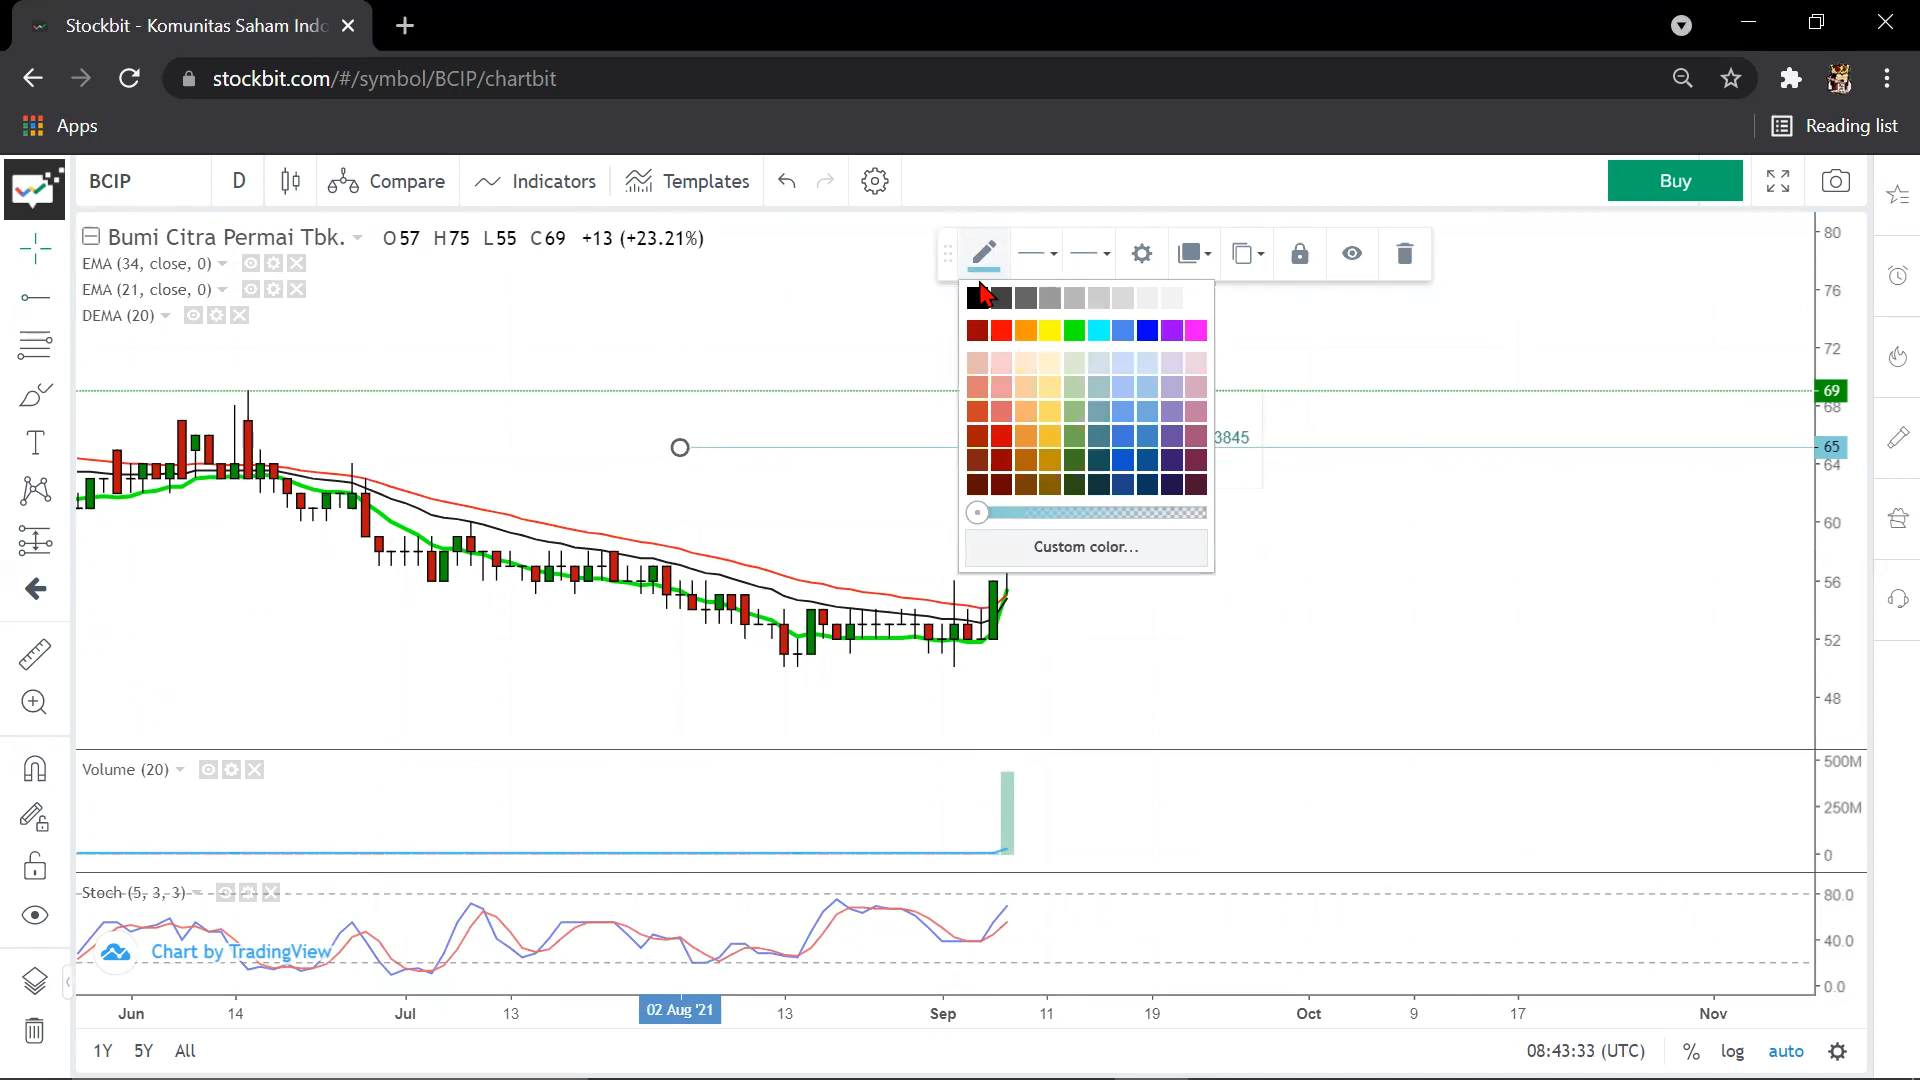 Stockbit - Komunitas Saham Indo
stockbit.com/#/symbol/BCIP/chartbit
Apps
Reading list
BCIP D Compare Indicators Templates Buy
Bumi Citra Permai Tbk. O57 H75 L55 C69 +13 (+23.21%)
EMA (34, close, 0)
EMA (21, close, 0)
DEMA (20)
80
76
72
69
68
3845
65
64
60
Custom color...
56
52
48
Volume (20)
500M
250M
0
Stoch (5, 3, 3)
80.0
40.0
0.0
Chart by TradingView
Jun 14 Jul 13 02 Aug '21 13 Sep 11 19 Oct 9 17 Nov
1Y 5Y All 08:43:33 (UTC) % log auto